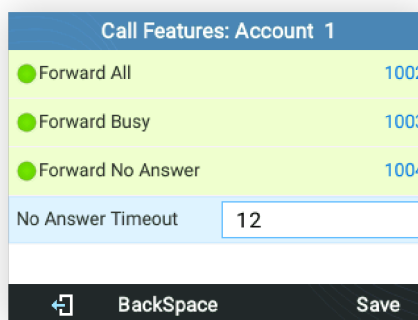 Call Features: Account 1
Forward All 1002
Forward Busy 1003
Forward No Answer 1004
No Answer Timeout 12
BackSpace Save